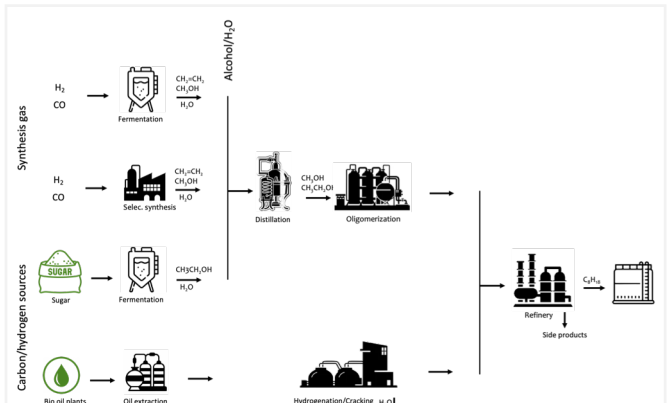 Alcohol/H₂O
Synthesis gas
H₂
CO
Fermentation
CH₂=CH₂
CH₃OH
H₂O
H₂
CO
Selec. synthesis
CH₂=CH₂
CH₃OH
H₂O
Distillation
CH₃OH
CH₃CH₂OH
Oligomerization
Carbon/hydrogen sources
SUGAR
Sugar
Fermentation
CH3CH₂OH
H₂O
Refinery
C₈H₁₈
Side products
Bio oil plants
Oil extraction
Hydrogenation/Cracking
H₂O